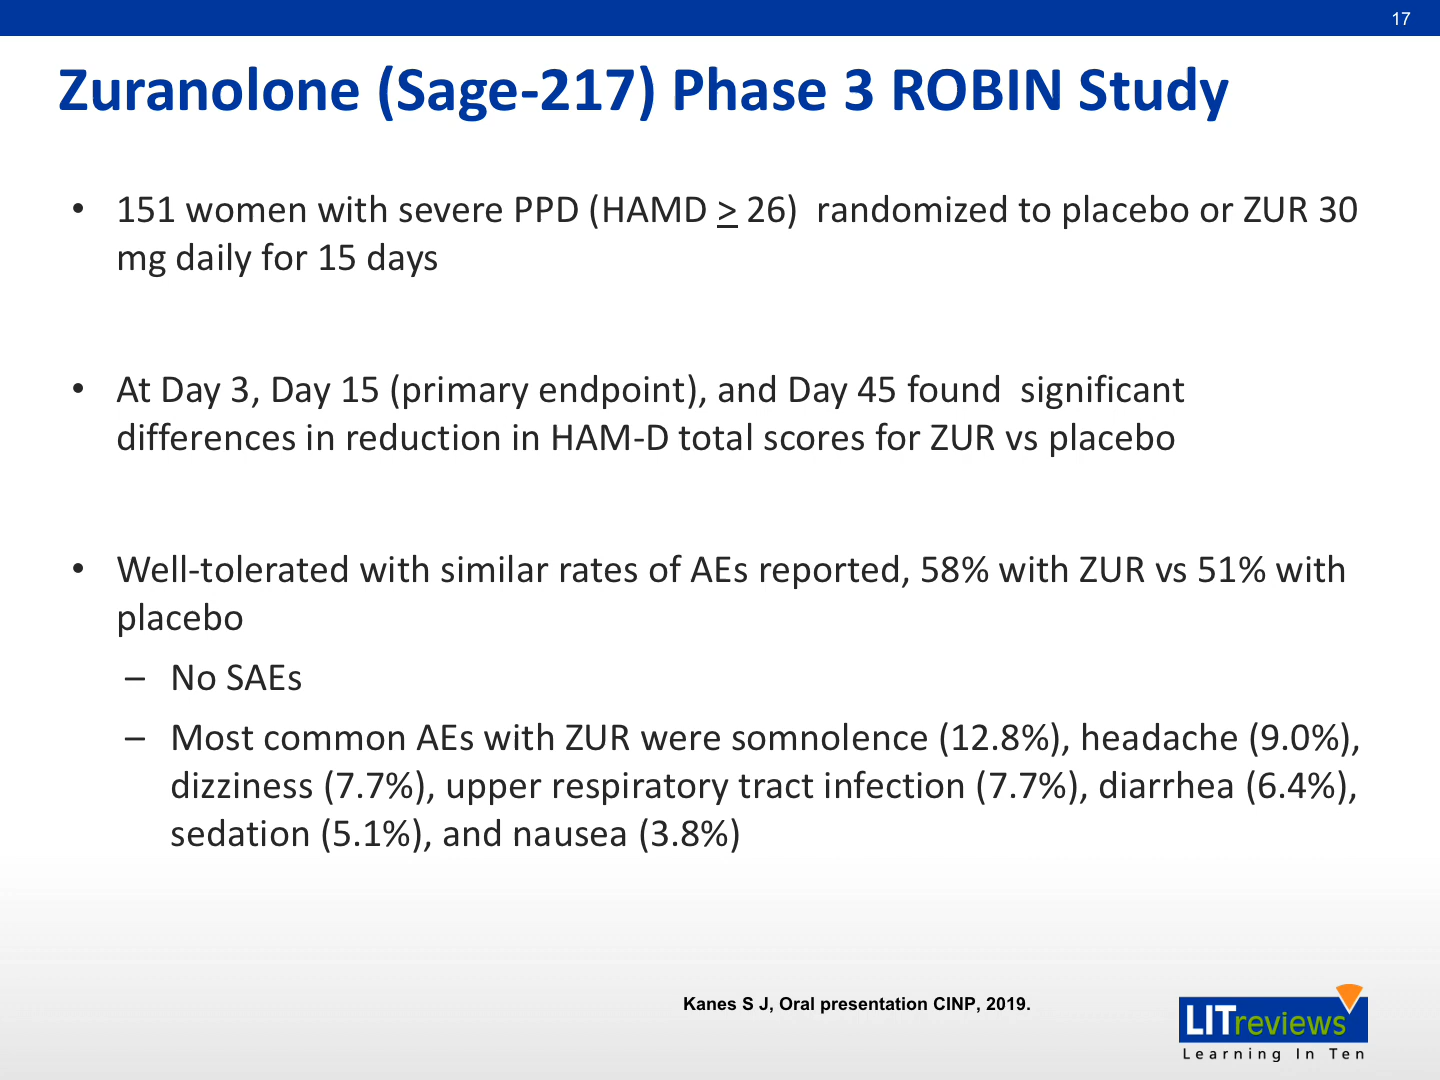 17
Zuranolone (Sage-217) Phase 3 ROBIN Study
• 151 women with severe PPD (HAMD ≥ 26)  randomized to placebo or ZUR 30
mg daily for 15 days
• At Day 3, Day 15 (primary endpoint), and Day 45 found  significant
differences in reduction in HAM-D total scores for ZUR vs placebo
• Well-tolerated with similar rates of AEs reported, 58% with ZUR vs 51% with
placebo
– No SAEs
– Most common AEs with ZUR were somnolence (12.8%), headache (9.0%),
dizziness (7.7%), upper respiratory tract infection (7.7%), diarrhea (6.4%),
sedation (5.1%), and nausea (3.8%)
Kanes S J, Oral presentation CINP, 2019.
LITreviews
Learning In Ten